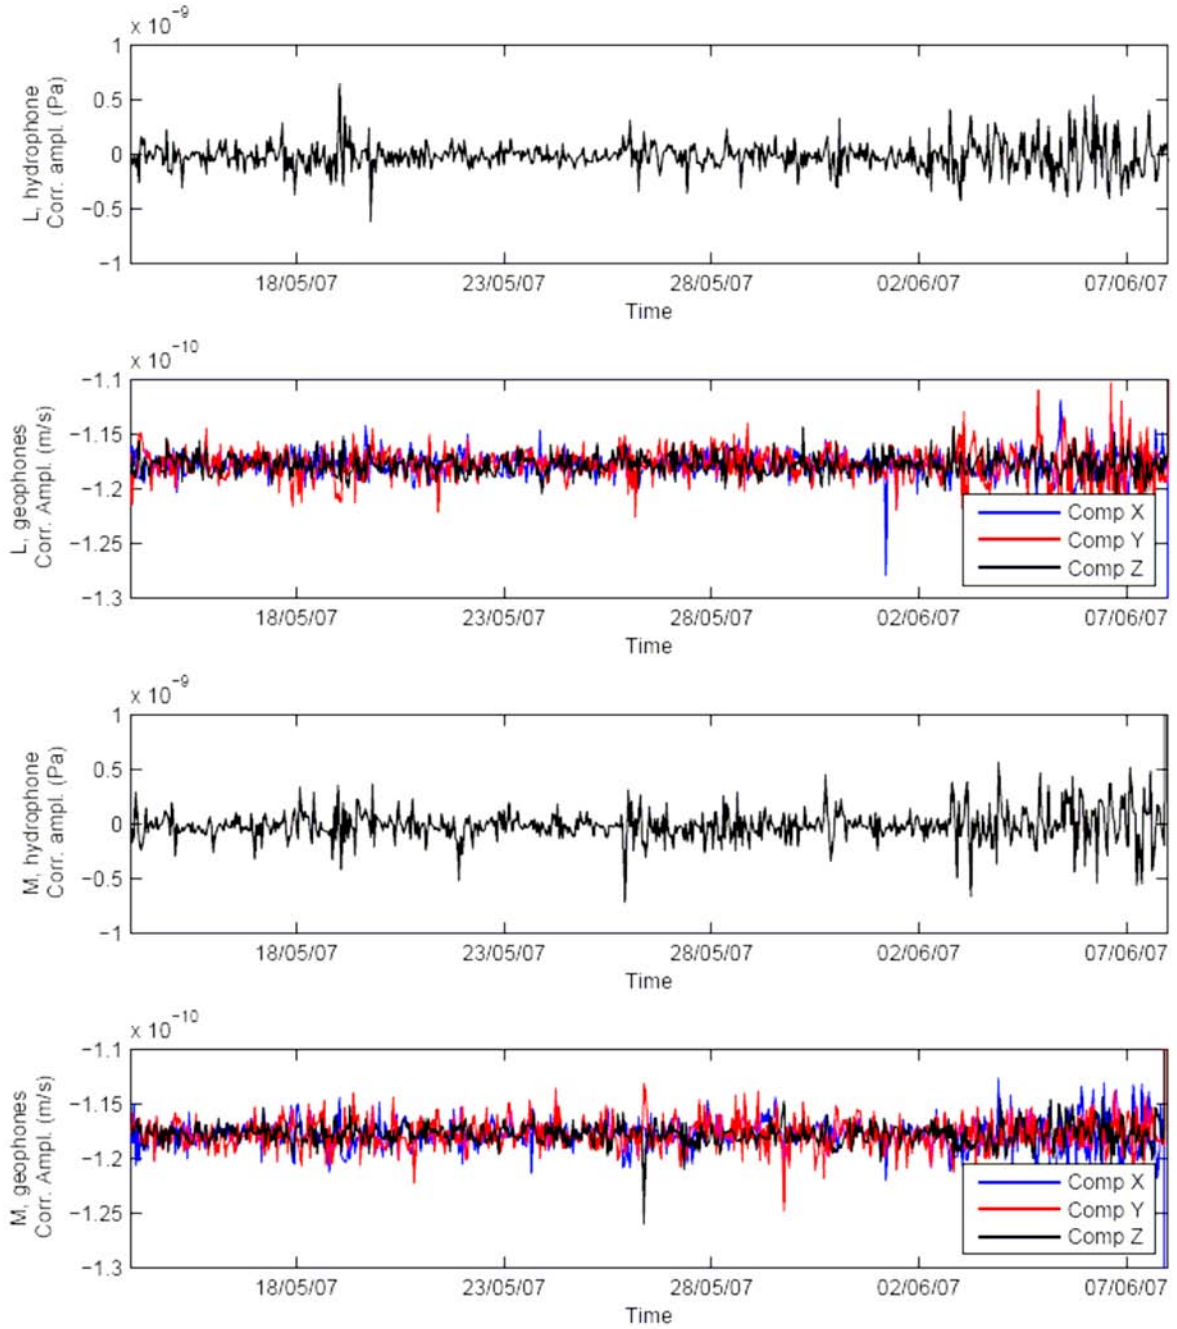 x 10⁻⁹
L, hydrophone
Corr. ampl. (Pa)
1
0.5
0
−0.5
−1
18/05/07 23/05/07 28/05/07 02/06/07 07/06/07
Time
x 10⁻¹⁰
L, geophones
Corr. Ampl. (m/s)
−1.1
−1.15
−1.2
−1.25
−1.3
Comp X
Comp Y
Comp Z
18/05/07 23/05/07 28/05/07 02/06/07 07/06/07
Time
x 10⁻⁹
M, hydrophone
Corr. ampl. (Pa)
1
0.5
0
−0.5
−1
18/05/07 23/05/07 28/05/07 02/06/07 07/06/07
Time
x 10⁻¹⁰
M, geophones
Corr. Ampl. (m/s)
−1.1
−1.15
−1.2
−1.25
−1.3
Comp X
Comp Y
Comp Z
18/05/07 23/05/07 28/05/07 02/06/07 07/06/07
Time